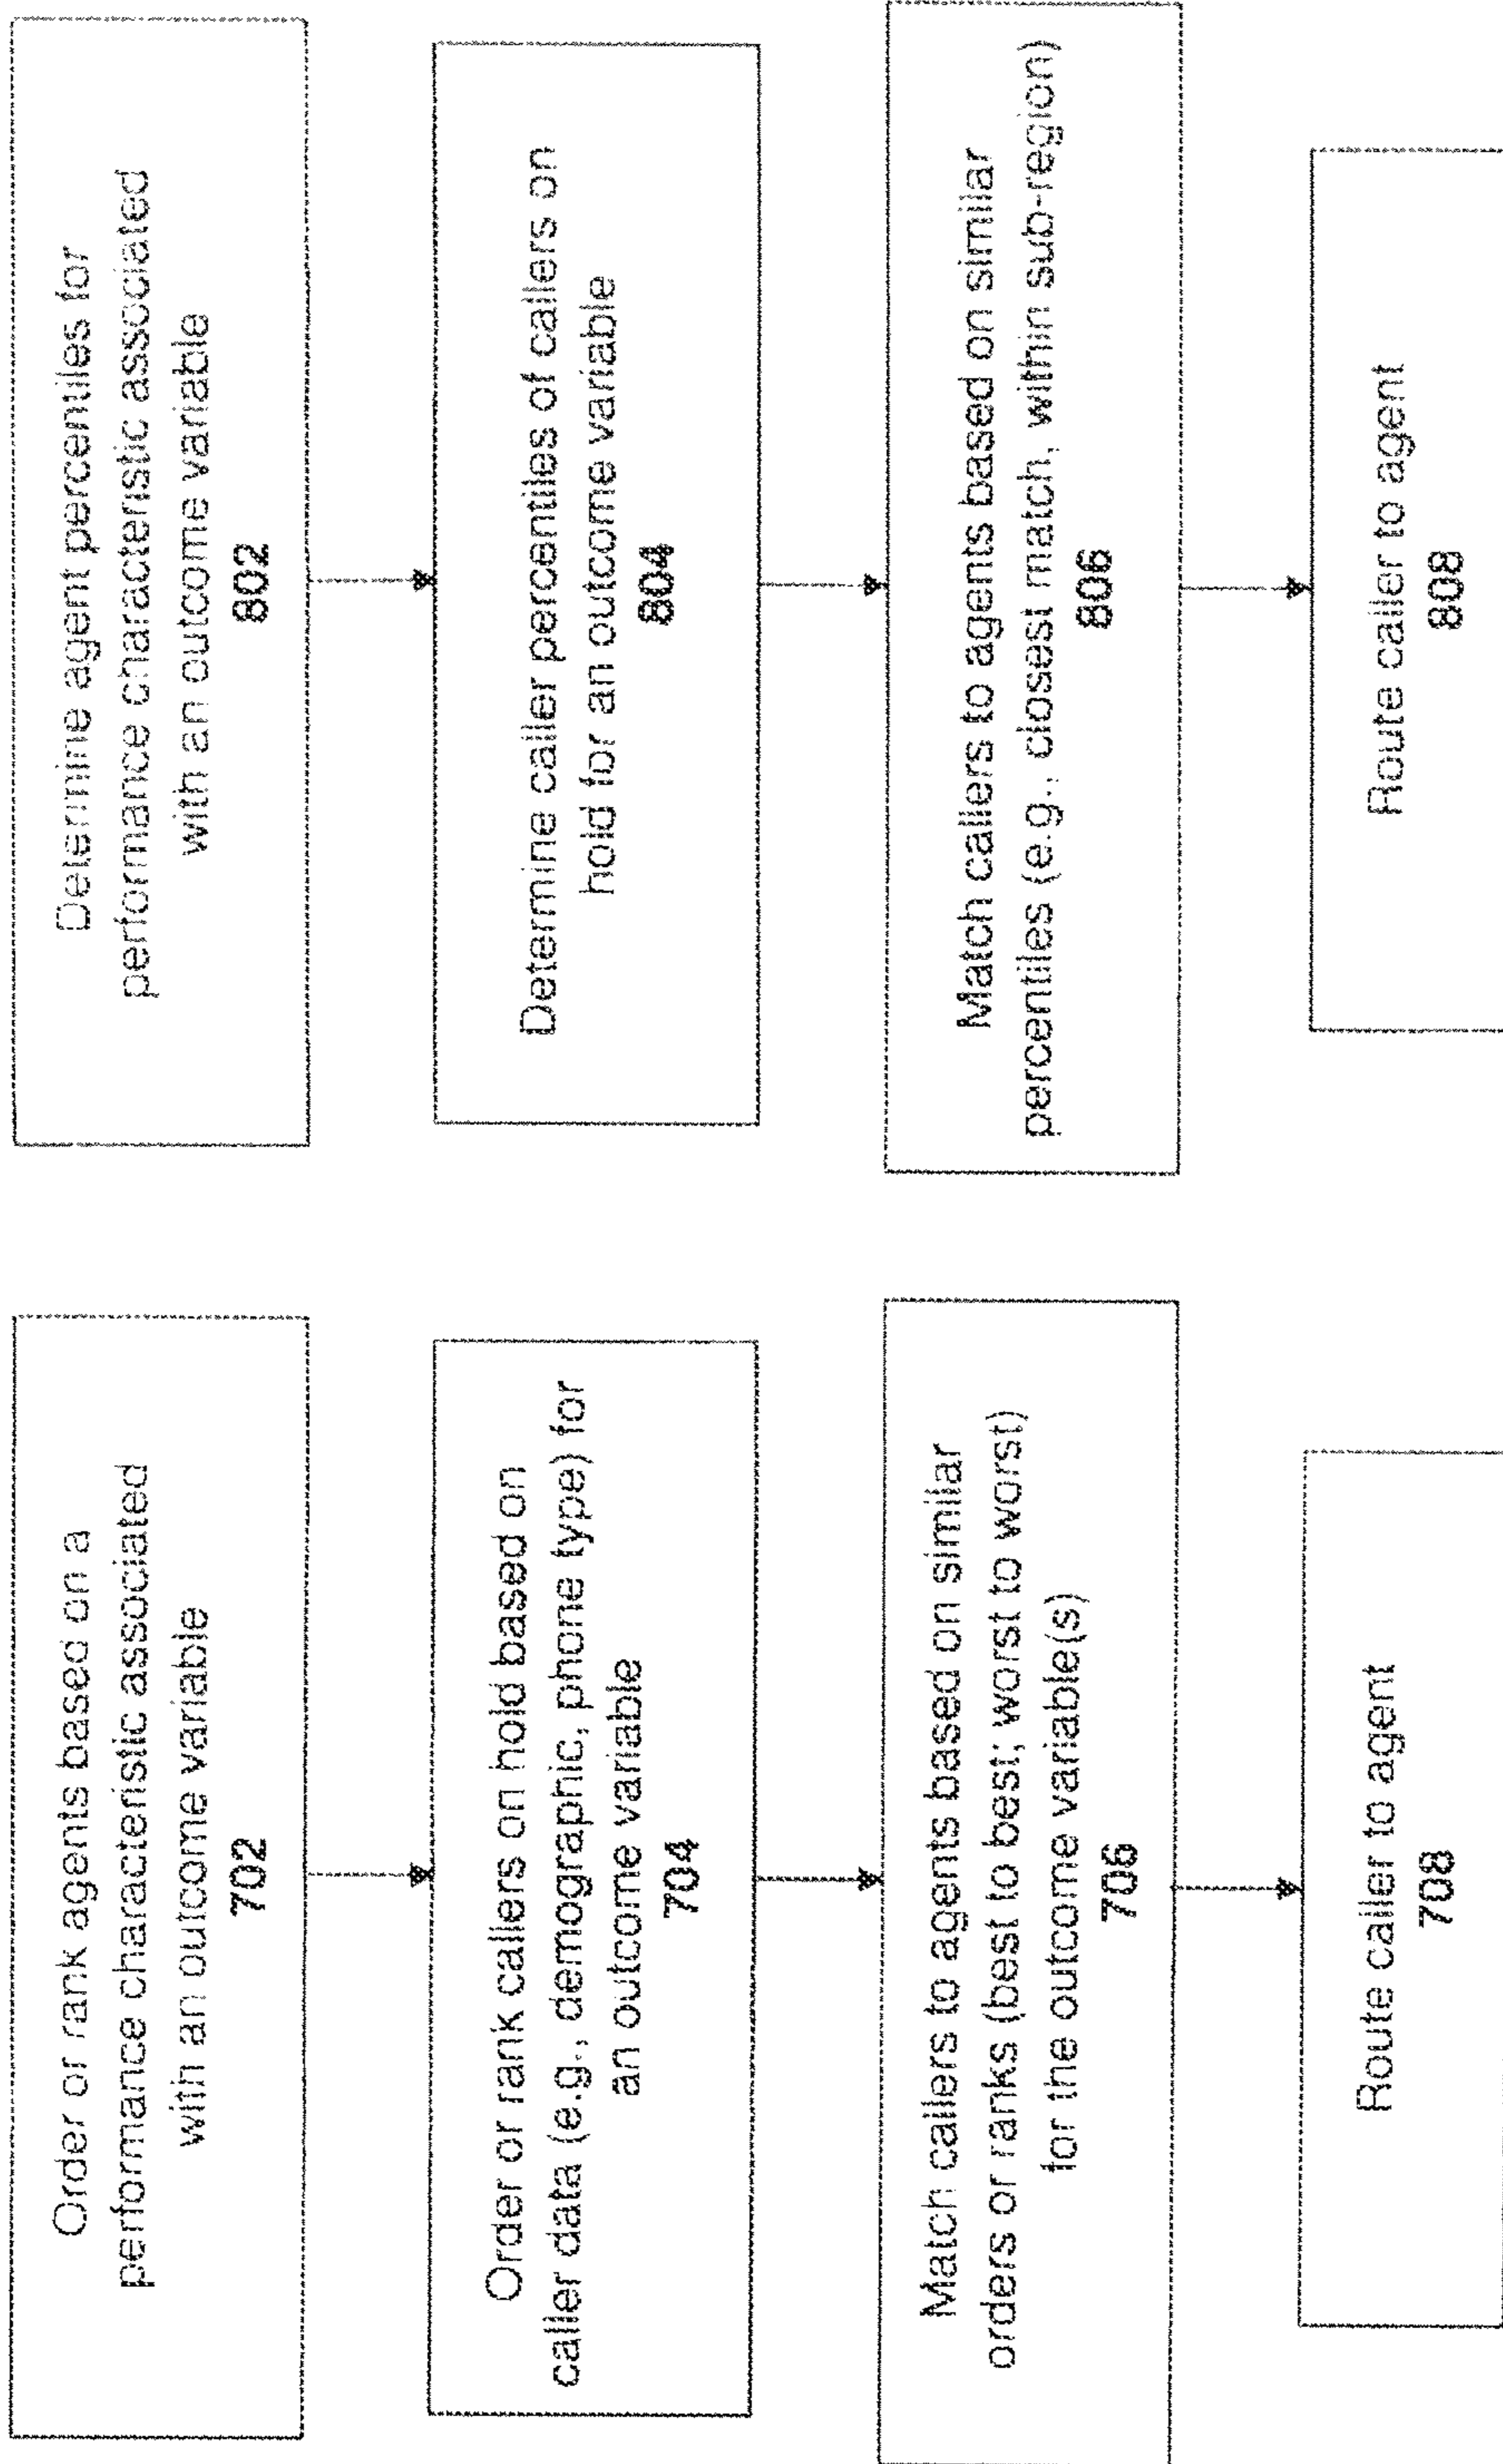 Order or rank agents based on a
performance characteristic associated
with an outcome variable
702
Order or rank callers on hold based on
caller data (e.g., demographic, phone type) for
an outcome variable
704
Match callers to agents based on similar
orders or ranks (best to best; worst to worst)
for the outcome variable(s)
706
Route caller to agent
708
Determine agent percentiles for
performance characteristic associated
with an outcome variable
802
Determine caller percentiles of callers on
hold for an outcome variable
804
Match callers to agents based on similar
percentiles (e.g., closest match, within sub-region)
806
Route caller to agent
808